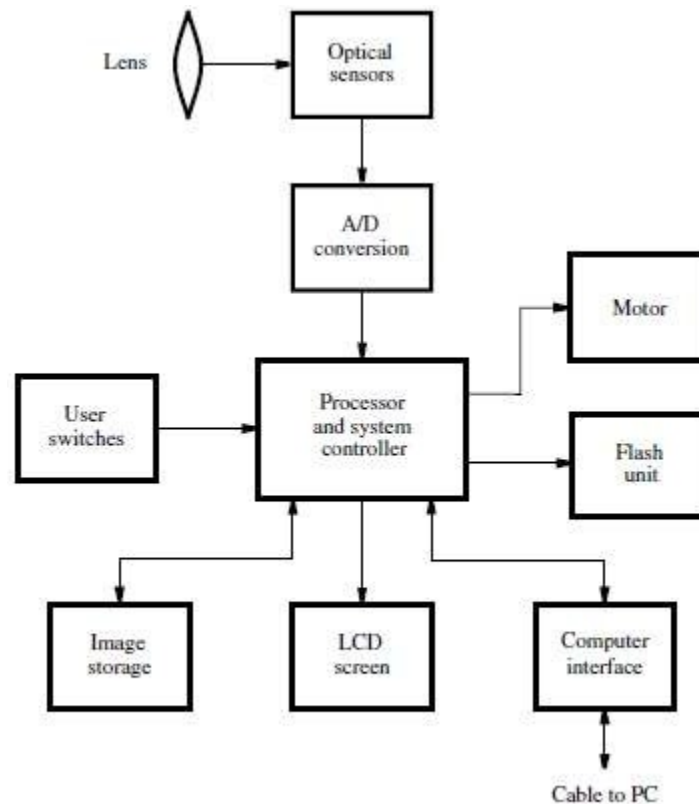 Lens
Optical
sensors
A/D
conversion
Motor
User
switches
Processor
and system
controller
Flash
unit
Image
storage
LCD
screen
Computer
interface
Cable to PC